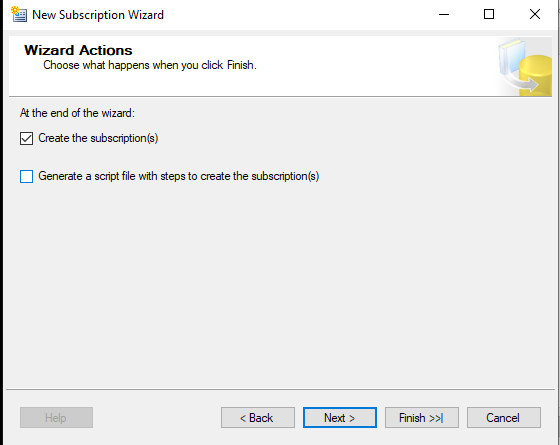 New Subscription Wizard
Wizard Actions
Choose what happens when you click Finish.
At the end of the wizard:
Create the subscription(s)
Generate a script file with steps to create the subscription(s)
Help
< Back
Next >
Finish >>|
Cancel